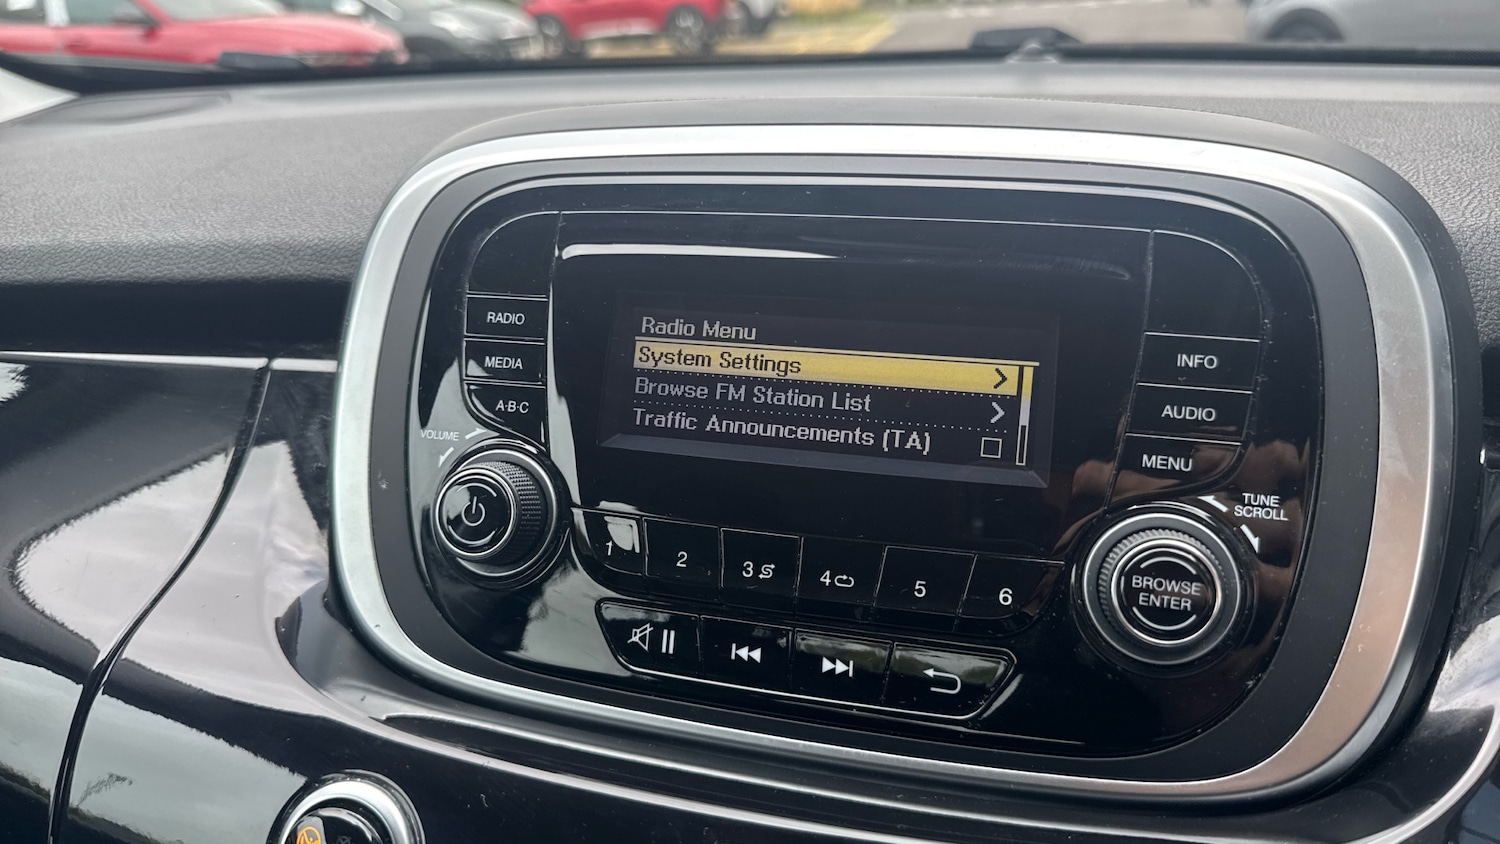 RADIO
MEDIA
A·B·C
VOLUME
Radio Menu
System Settings
Browse FM Station List
Traffic Announcements (TA)
INFO
AUDIO
MENU
TUNE
SCROLL
BROWSE
ENTER
1
2
3
4
5
6